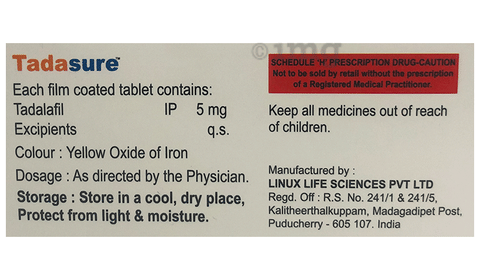 Tadasure™
Each film coated tablet contains:
Tadalafil IP 5 mg
Excipients q.s.
Colour : Yellow Oxide of Iron
Dosage : As directed by the Physician.
Storage : Store in a cool, dry place,
Protect from light & moisture.
SCHEDULE 'H' PRESCRIPTION DRUG-CAUTION
Not to be sold by retail without the prescription
of a Registered Medical Practitioner.
Keep all medicines out of reach
of children.
Manufactured by :
LINUX LIFE SCIENCES PVT LTD
Regd. Off : R.S. No. 241/1 & 241/5,
Kalitheerthalkuppam, Madagadipet Post,
Puducherry - 605 107. India